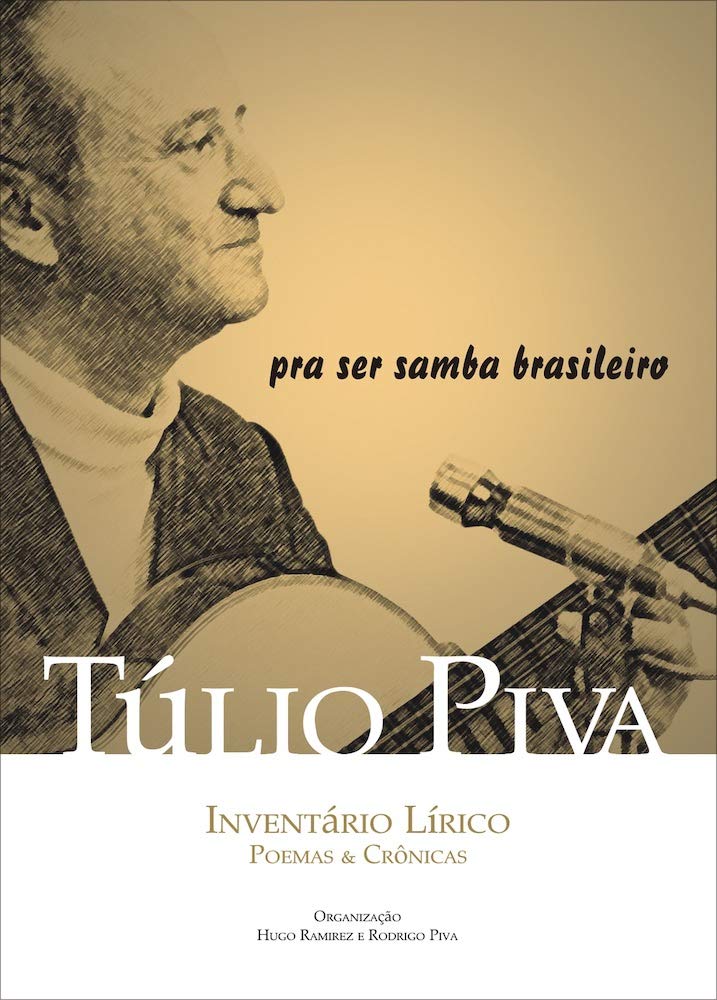 pra ser samba brasileiro
Túlio Piva
Inventário Lírico
Poemas & Crônicas
Organização
Hugo Ramirez e Rodrigo Piva